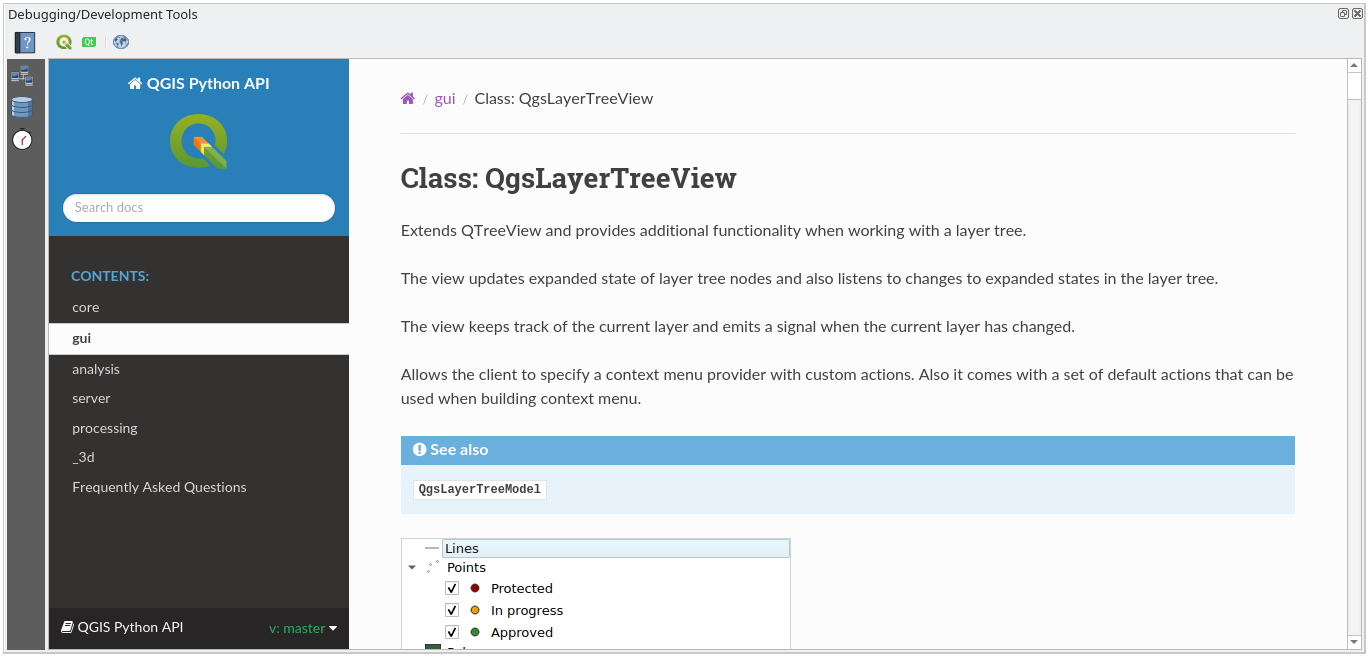 Debugging/Development Tools
QGIS Python API
Search docs
CONTENTS:
core
gui
analysis
server
processing
_3d
Frequently Asked Questions
QGIS Python API
v: master
/ gui / Class: QgsLayerTreeView
Class: QgsLayerTreeView
Extends QTreeView and provides additional functionality when working with a layer tree.
The view updates expanded state of layer tree nodes and also listens to changes to expanded states in the layer tree.
The view keeps track of the current layer and emits a signal when the current layer has changed.
Allows the client to specify a context menu provider with custom actions. Also it comes with a set of default actions that can be
used when building context menu.
See also
QgsLayerTreeModel
Lines
Points
Protected
In progress
Approved